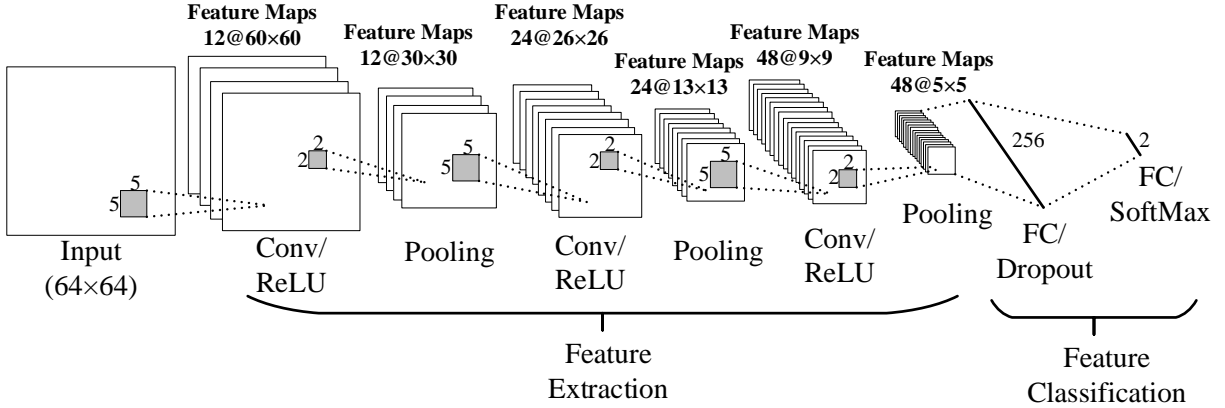 Feature Maps
12@60×60
Feature Maps
12@30×30
Feature Maps
24@26×26
Feature Maps
24@13×13
Feature Maps
48@9×9
Feature Maps
48@5×5
5
5
2
2
5
5
2
2
5
5
2
2
256
2
Input
(64×64)
Conv/
ReLU
Pooling
Conv/
ReLU
Pooling
Conv/
ReLU
Pooling
FC/
Dropout
FC/
SoftMax
Feature
Extraction
Feature
Classification